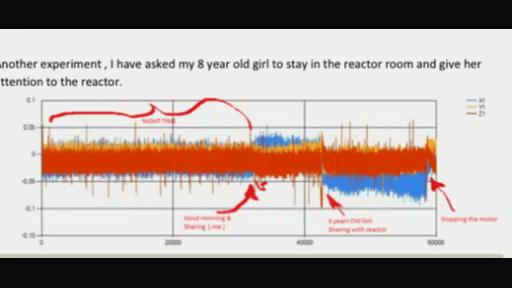 Another experiment , I have asked my 8 year old girl to stay in the reactor room and give her
ttention to the reactor.
0.1
X1
Y1
Z1
0.05
NIGHT TIME
0
-0.05
-0.1
Good morning &
Sharing ( me )
8 years Old Girl
Sharing with reactor
Stopping the motor
-0.15
0
20000
40000
60000